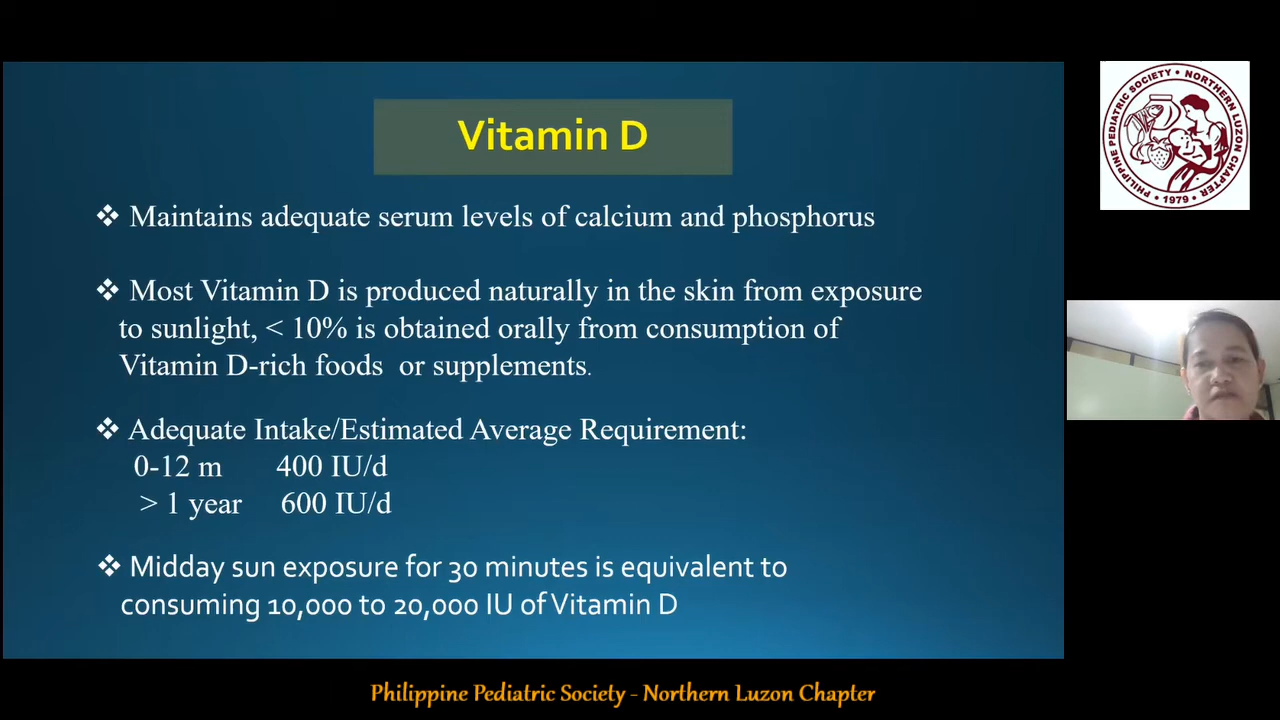 Vitamin D
❖ Maintains adequate serum levels of calcium and phosphorus
❖ Most Vitamin D is produced naturally in the skin from exposure
to sunlight, < 10% is obtained orally from consumption of
Vitamin D-rich foods or supplements.
❖ Adequate Intake/Estimated Average Requirement:
0-12 m 400 IU/d
> 1 year 600 IU/d
❖ Midday sun exposure for 30 minutes is equivalent to
consuming 10,000 to 20,000 IU of Vitamin D
PHILIPPINE PEDIATRIC SOCIETY • NORTHERN LUZON CHAPTER •
• 1979 •
Philippine Pediatric Society - Northern Luzon Chapter